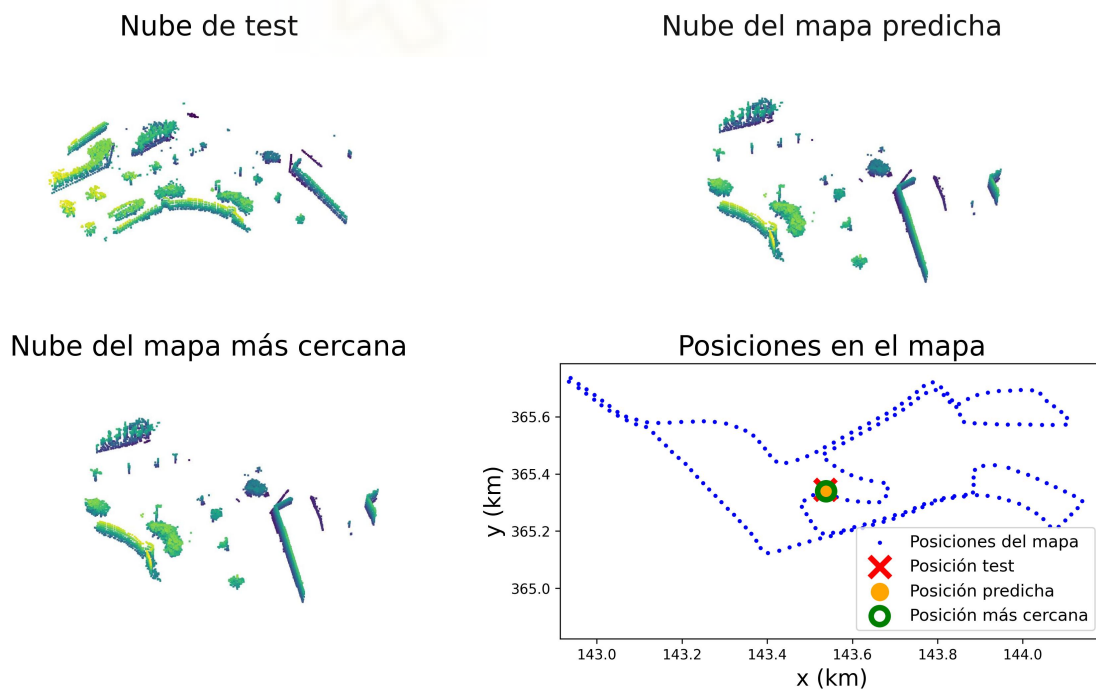 Nube de test
Nube del mapa predicha
Nube del mapa más cercana
Posiciones en el mapa
y (km)
365.6
365.4
365.2
365.0
Posiciones del mapa
Posición test
Posición predicha
Posición más cercana
143.0 143.2 143.4 143.6 143.8 144.0
x (km)